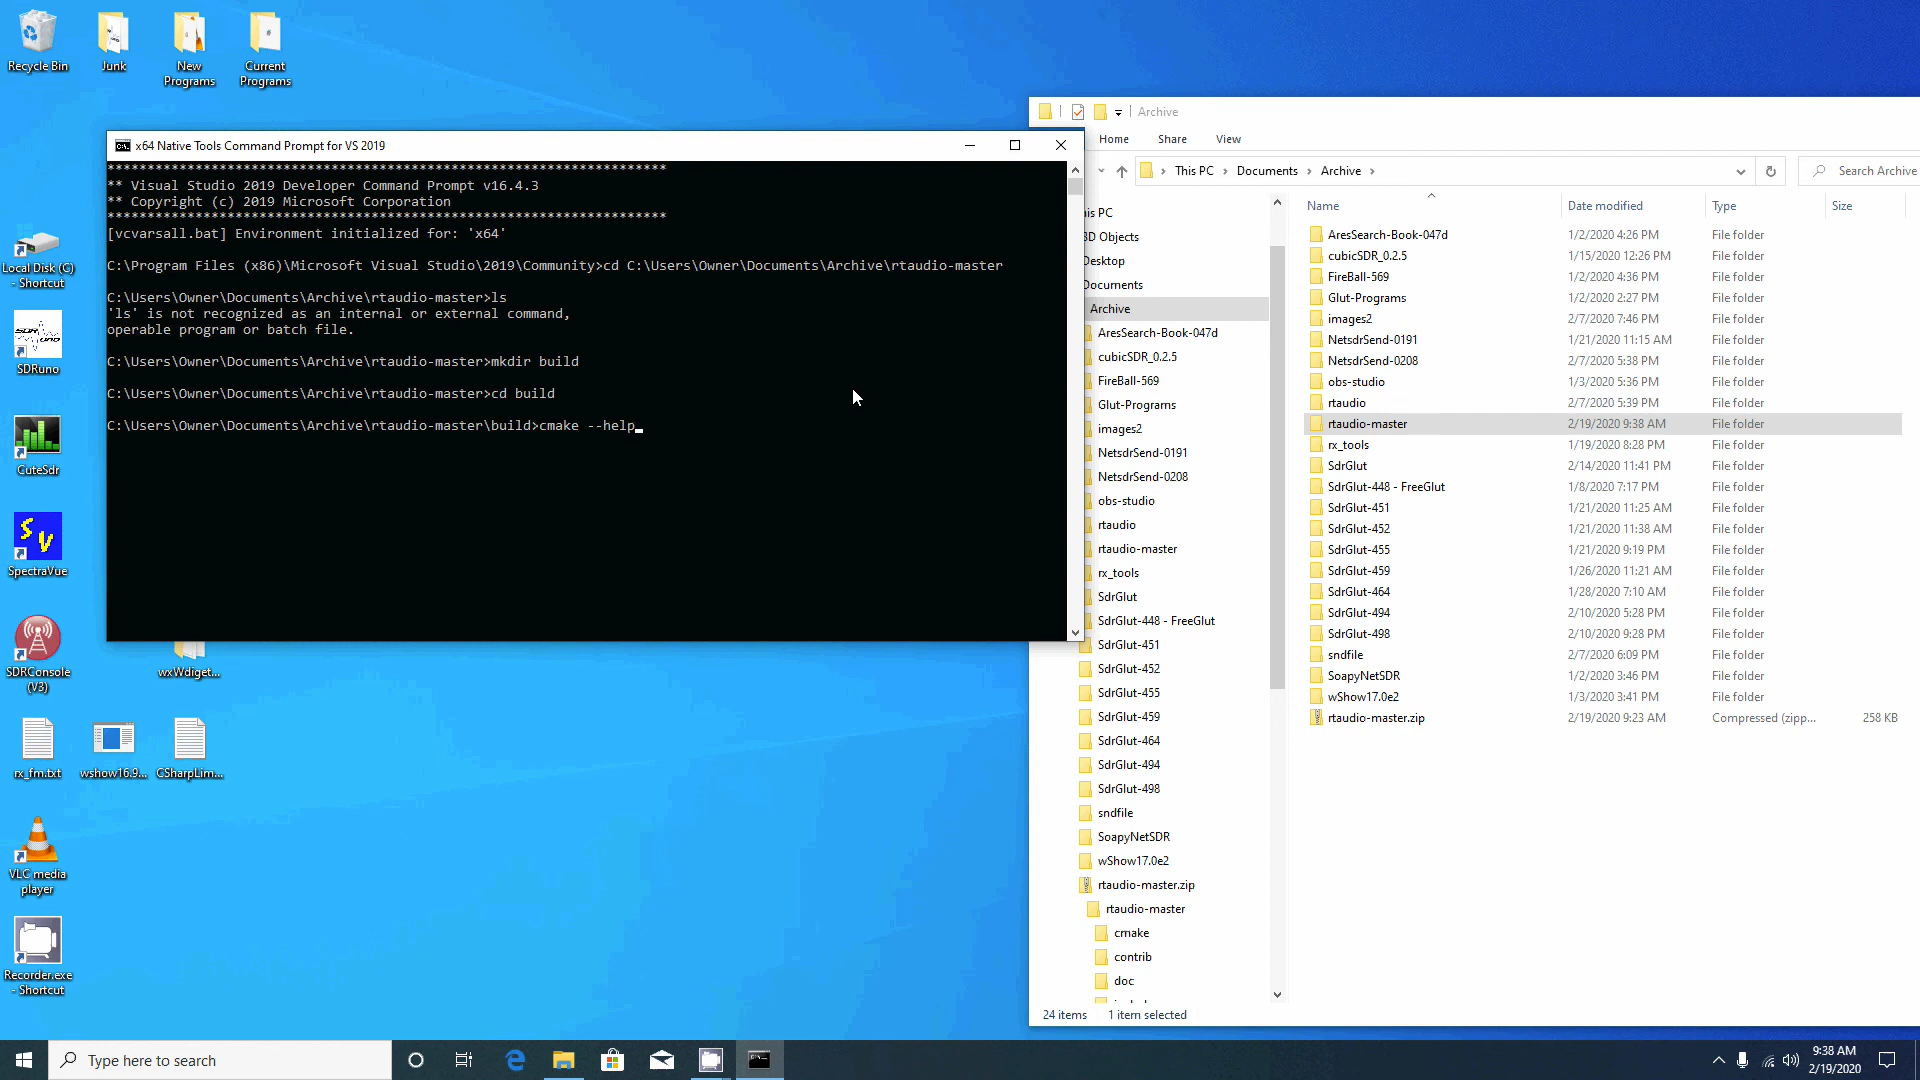 Recycle Bin
Junk
New
Programs
Current
Programs
Local Disk (C)
- Shortcut
SDRuno
CuteSdr
SpectraVue
SDRConsole
(V3)
wxWdiget...
rx_fm.txt
wshow16.9...
CSharpLim...
VLC media
player
Recorder.exe
- Shortcut
x64 Native Tools Command Prompt for VS 2019
**********************************************************************
** Visual Studio 2019 Developer Command Prompt v16.4.3
** Copyright (c) 2019 Microsoft Corporation
**********************************************************************
[vcvarsall.bat] Environment initialized for: 'x64'
C:\Program Files (x86)\Microsoft Visual Studio\2019\Community>cd C:\Users\Owner\Documents\Archive\rtaudio-master
C:\Users\Owner\Documents\Archive\rtaudio-master>ls
'ls' is not recognized as an internal or external command,
operable program or batch file.
C:\Users\Owner\Documents\Archive\rtaudio-master>mkdir build
C:\Users\Owner\Documents\Archive\rtaudio-master>cd build
C:\Users\Owner\Documents\Archive\rtaudio-master\build>cmake --help_
Archive
Home Share View
This PC > Documents > Archive >
Search Archive
his PC
3D Objects
Desktop
Documents
Archive
AresSearch-Book-047d
cubicSDR_0.2.5
FireBall-569
Glut-Programs
images2
NetsdrSend-0191
NetsdrSend-0208
obs-studio
rtaudio
rtaudio-master
rx_tools
SdrGlut
SdrGlut-448 - FreeGlut
SdrGlut-451
SdrGlut-452
SdrGlut-455
SdrGlut-459
SdrGlut-464
SdrGlut-494
SdrGlut-498
sndfile
SoapyNetSDR
wShow17.0e2
rtaudio-master.zip
rtaudio-master
cmake
contrib
doc
Name Date modified Type Size
AresSearch-Book-047d 1/2/2020 4:26 PM File folder
cubicSDR_0.2.5 1/15/2020 12:26 PM File folder
FireBall-569 1/2/2020 4:36 PM File folder
Glut-Programs 1/2/2020 2:27 PM File folder
images2 2/7/2020 7:46 PM File folder
NetsdrSend-0191 1/21/2020 11:15 AM File folder
NetsdrSend-0208 2/7/2020 5:38 PM File folder
obs-studio 1/3/2020 5:36 PM File folder
rtaudio 2/7/2020 5:39 PM File folder
rtaudio-master 2/19/2020 9:38 AM File folder
rx_tools 1/19/2020 8:28 PM File folder
SdrGlut 2/14/2020 11:41 PM File folder
SdrGlut-448 - FreeGlut 1/8/2020 7:17 PM File folder
SdrGlut-451 1/21/2020 11:25 AM File folder
SdrGlut-452 1/21/2020 11:38 AM File folder
SdrGlut-455 1/21/2020 9:19 PM File folder
SdrGlut-459 1/26/2020 11:21 AM File folder
SdrGlut-464 1/28/2020 7:10 AM File folder
SdrGlut-494 2/10/2020 5:28 PM File folder
SdrGlut-498 2/10/2020 9:28 PM File folder
sndfile 2/7/2020 6:09 PM File folder
SoapyNetSDR 1/2/2020 3:46 PM File folder
wShow17.0e2 1/3/2020 3:41 PM File folder
rtaudio-master.zip 2/19/2020 9:23 AM Compressed (zipp... 258 KB
24 items 1 item selected
Type here to search
9:38 AM
2/19/2020